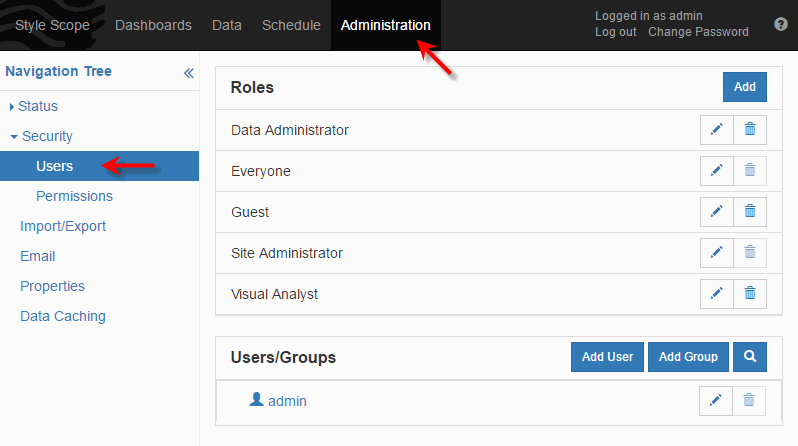 Style Scope Dashboards Data Schedule Administration
Logged in as admin
Log out Change Password
?
Navigation Tree «
Status
Security
Users
Permissions
Import/Export
Email
Properties
Data Caching
Roles Add
Data Administrator
Everyone
Guest
Site Administrator
Visual Analyst
Users/Groups Add User Add Group
admin